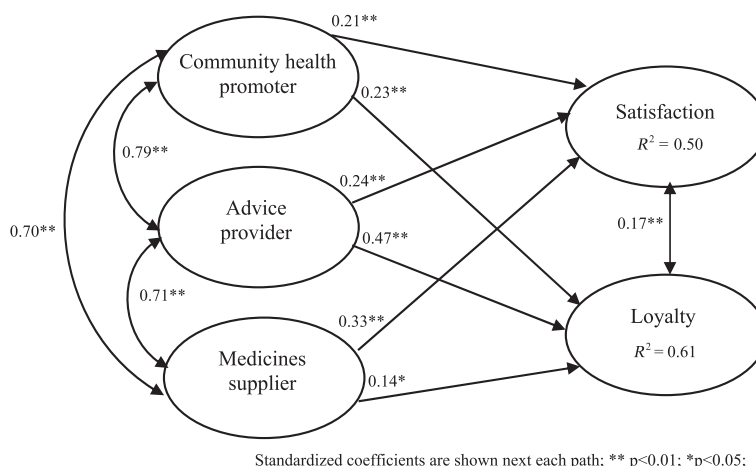 0.21**
Community health
promoter
0.23**
Satisfaction
R² = 0.50
0.79**
0.24**
Advice
provider
0.70**
0.47**
0.17**
0.71**
0.33**
Loyalty
R² = 0.61
Medicines
supplier
0.14*
Standardized coefficients are shown next each path; ** p<0.01; *p<0.05;